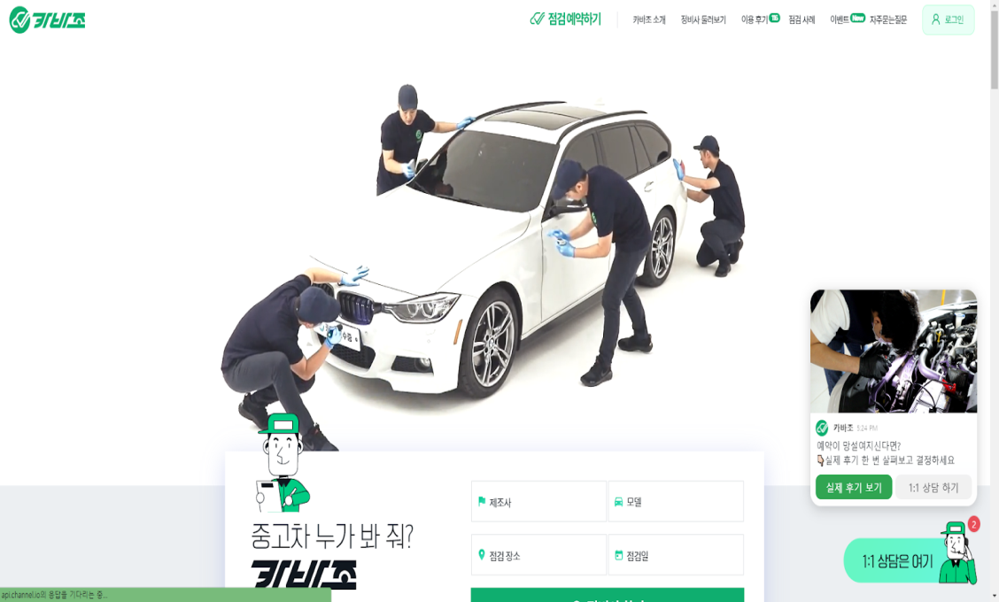 카바조
점검 예약하기
카바조 소개
정비사 둘러보기
이용 후기
점검 사례
이벤트 New
자주묻는질문
로그인
카바조 5:24 PM
예약이 망설여지신다면?
실제 후기 한 번 살펴보고 결정하세요
실제 후기 보기
1:1 상담 하기
2
1:1 상담은 여기
제조사
모델
중고차 누가 봐 줘?
카바조
점검 장소
점검일
api.channel.io의 응답을 기다리는 중...